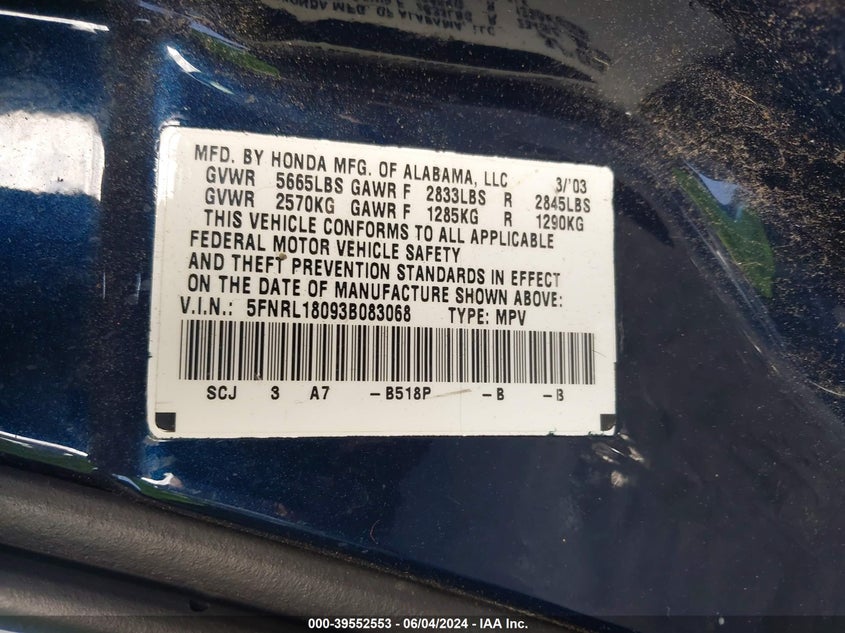 MFD. BY HONDA MFG. OF ALABAMA, LLC 3/'03
GVWR 5665LBS GAWR F 2833LBS R 2845LBS
GVWR 2570KG GAWR F 1285KG R 1290KG
THIS VEHICLE CONFORMS TO ALL APPLICABLE
FEDERAL MOTOR VEHICLE SAFETY
AND THEFT PREVENTION STANDARDS IN EFFECT
ON THE DATE OF MANUFACTURE SHOWN ABOVE:
V.I.N.: 5FNRL18093B083068 TYPE: MPV
SCJ 3 A7 -B518P -B -B
000-39552553 - 06/04/2024 - IAA Inc.